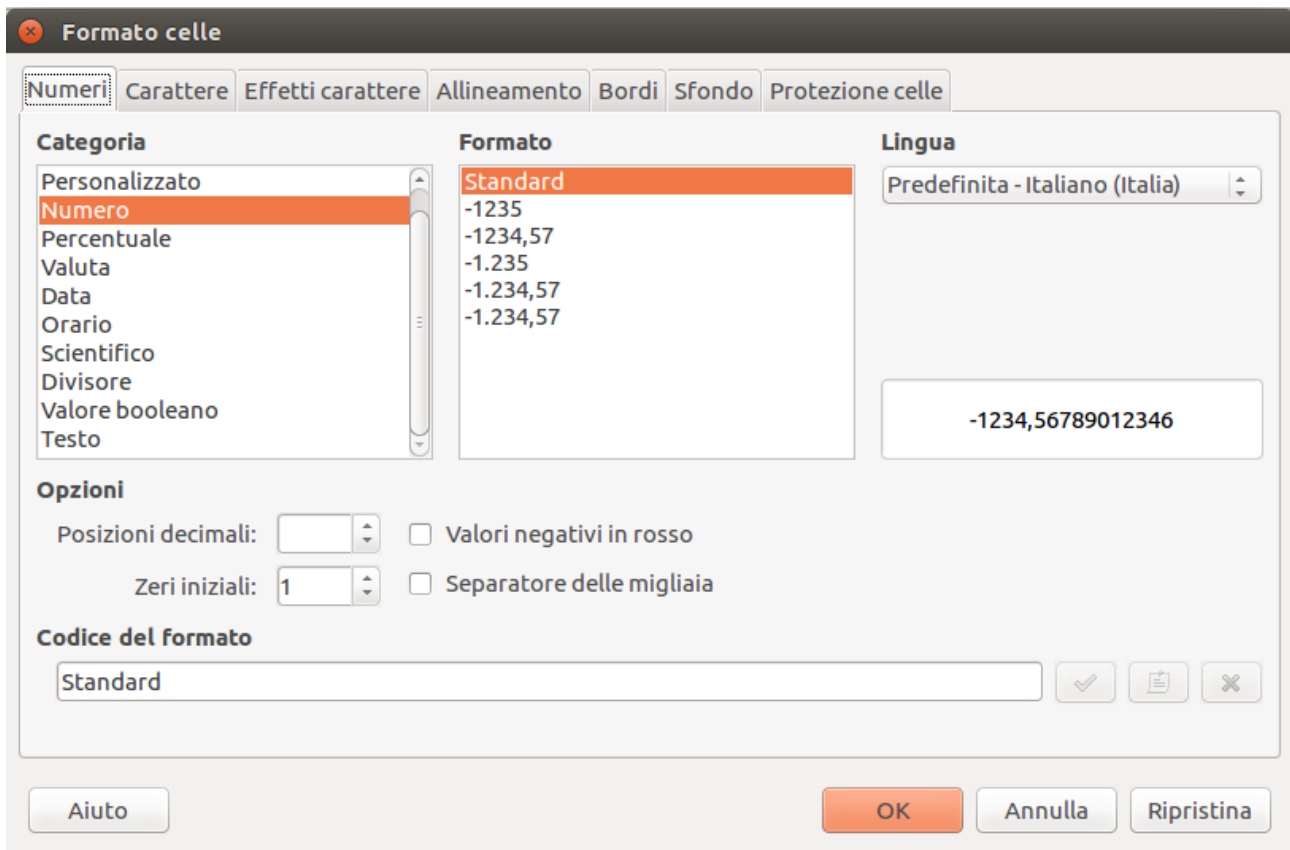 Formato celle
Numeri Carattere Effetti carattere Allineamento Bordi Sfondo Protezione celle
Categoria
Personalizzato
Numero
Percentuale
Valuta
Data
Orario
Scientifico
Divisore
Valore booleano
Testo
Formato
Standard
-1235
-1234,57
-1.235
-1.234,57
-1.234,57
Lingua
Predefinita - Italiano (Italia)
-1234,56789012346
Opzioni
Posizioni decimali:
Valori negativi in rosso
Zeri iniziali: 1
Separatore delle migliaia
Codice del formato
Standard
Aiuto
OK
Annulla
Ripristina